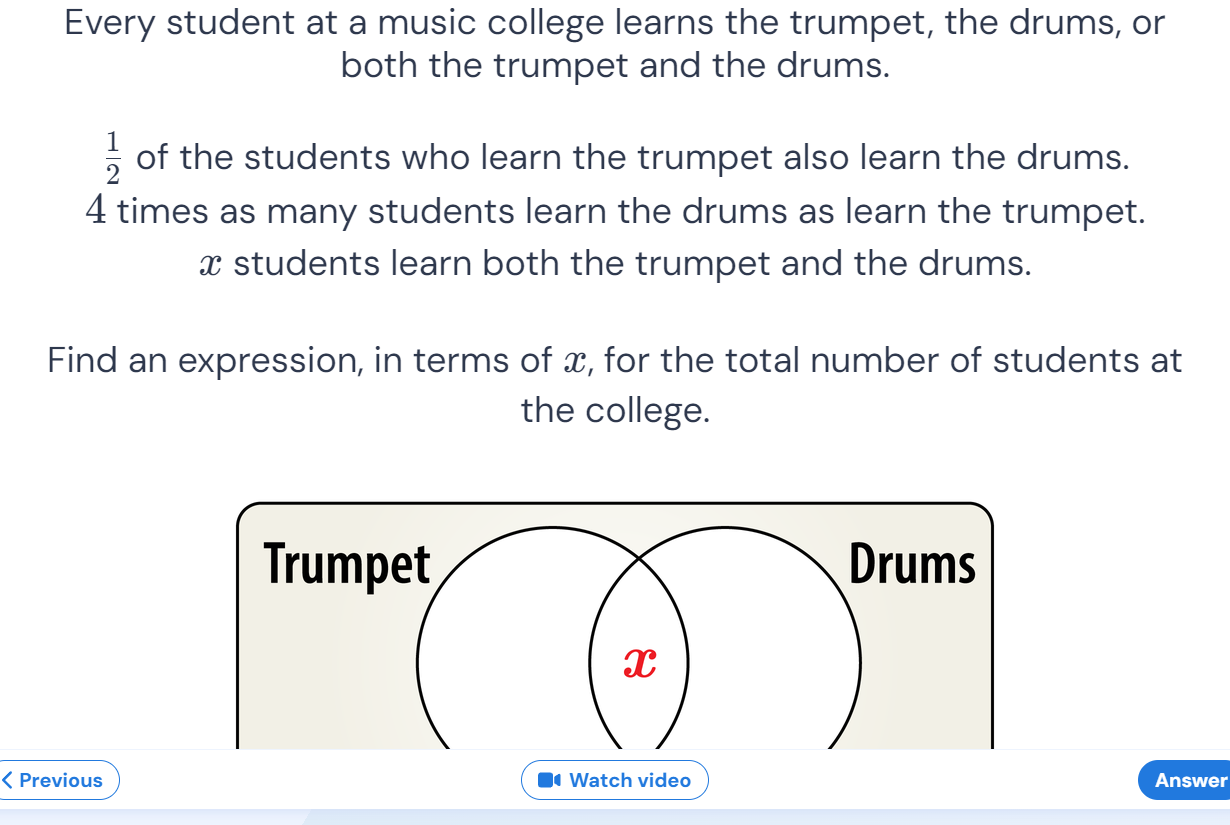 Every student at a music college learns the trumpet, the drums, or
both the trumpet and the drums.
1/2 of the students who learn the trumpet also learn the drums.
4 times as many students learn the drums as learn the trumpet.
x students learn both the trumpet and the drums.
Find an expression, in terms of x, for the total number of students at
the college.
Trumpet
Drums
x
Previous
Watch video
Answer